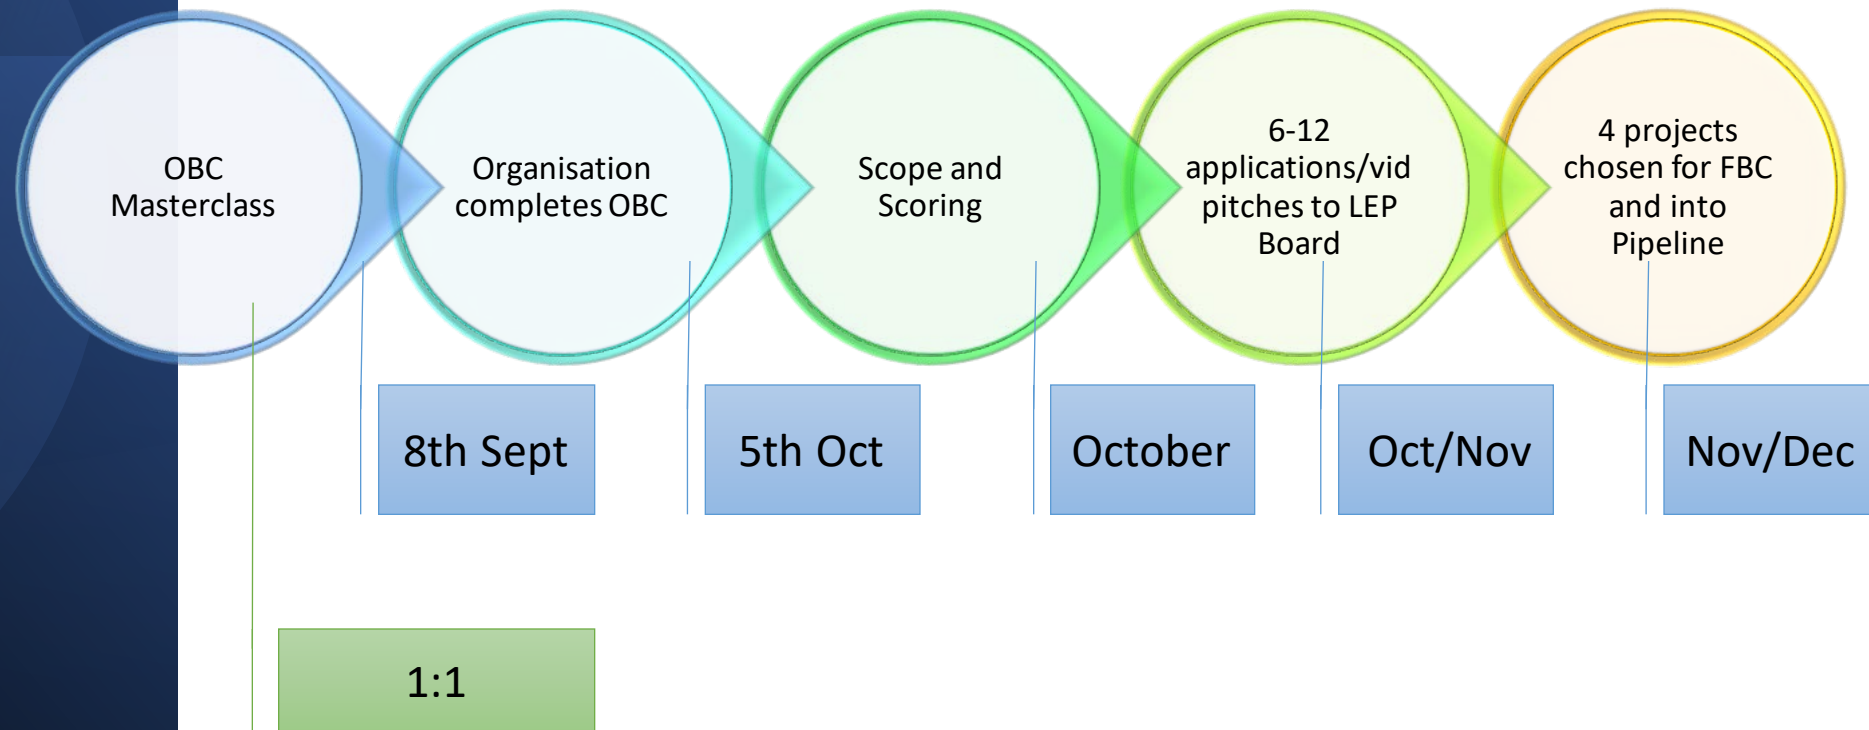 OBC
Masterclass
Organisation
completes OBC
Scope and
Scoring
6-12
applications/vid
pitches to LEP
Board
4 projects
chosen for FBC
and into
Pipeline
8th Sept
5th Oct
October
Oct/Nov
Nov/Dec
1:1